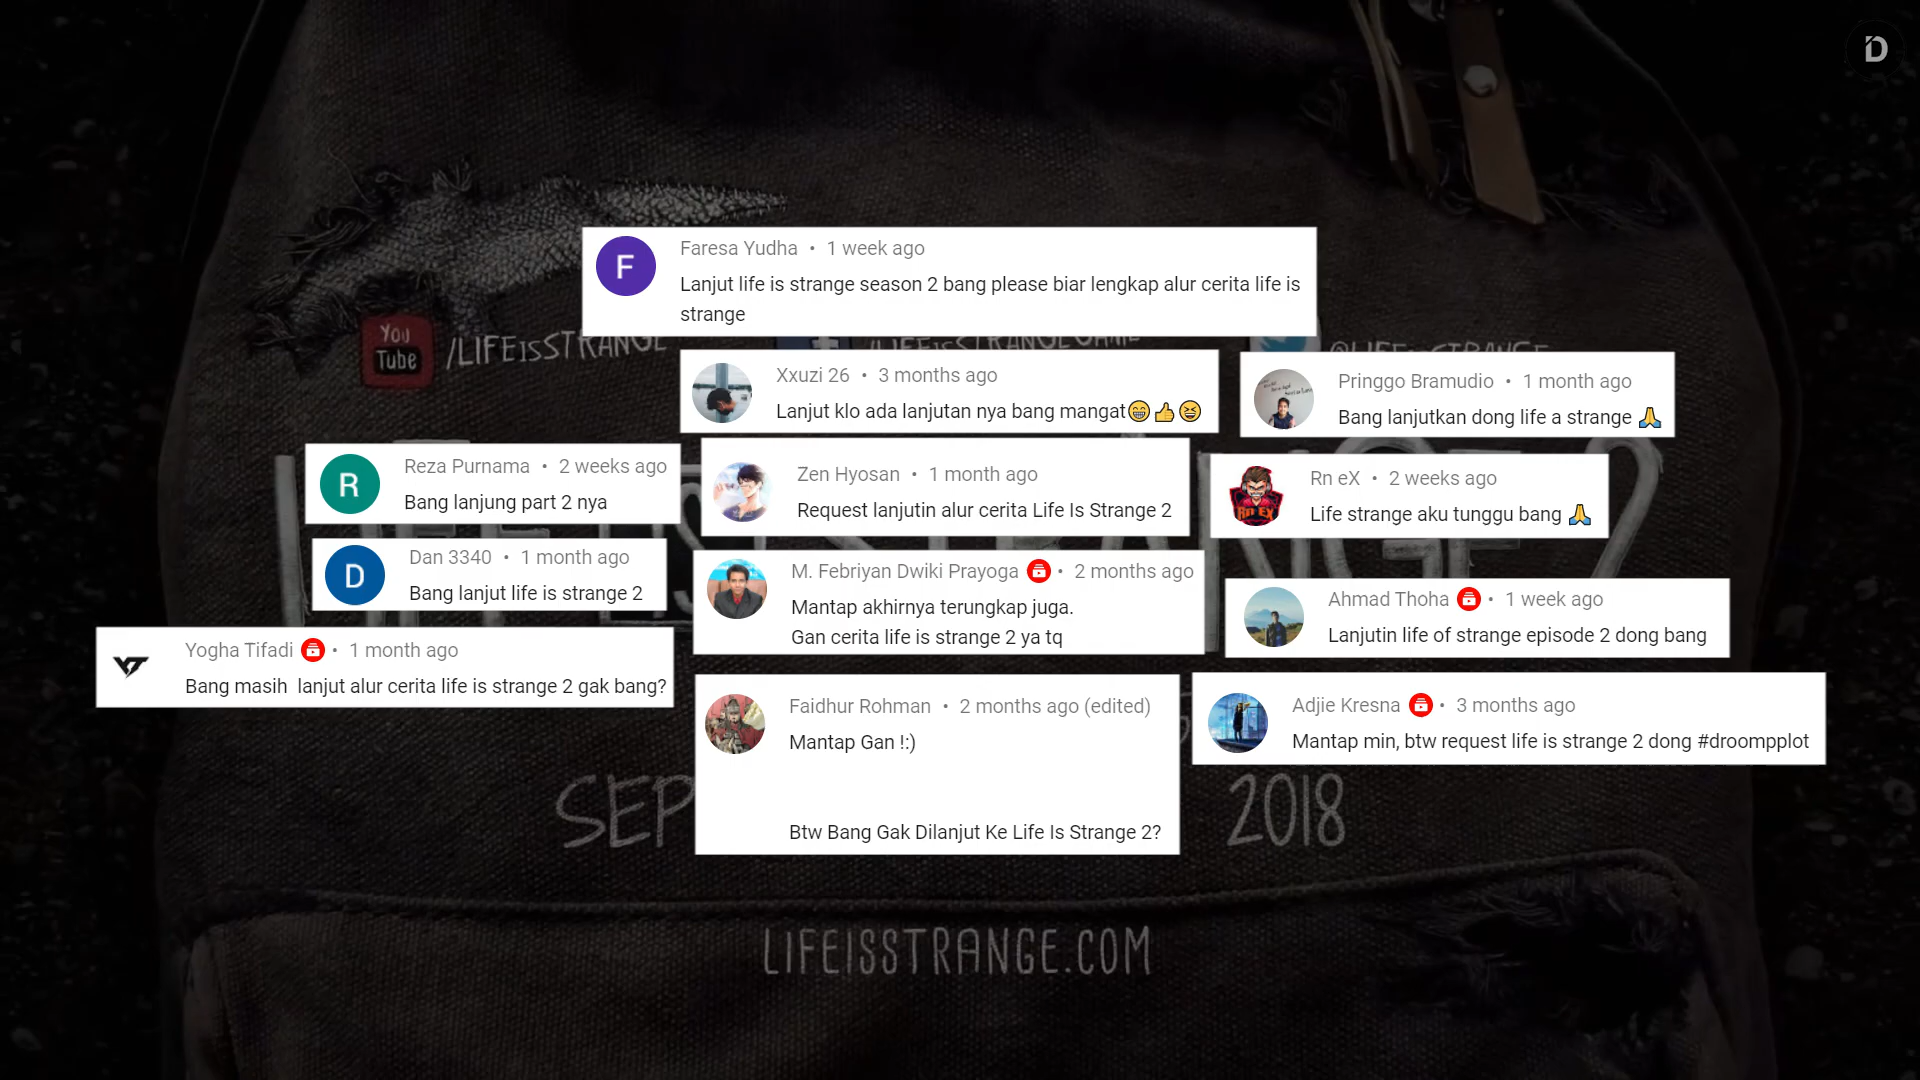 Faresa Yudha • 1 week ago
Lanjut life is strange season 2 bang please biar lengkap alur cerita life is
strange
You
Tube
/LIFEISSTRANGE
Xxuzi 26 • 3 months ago
Lanjut klo ada lanjutan nya bang mangat😁👍😆
Pringgo Bramudio • 1 month ago
Bang lanjutkan dong life a strange 🙏
R
Reza Purnama • 2 weeks ago
Bang lanjung part 2 nya
Zen Hyosan • 1 month ago
Request lanjutin alur cerita Life Is Strange 2
Rn eX • 2 weeks ago
Life strange aku tunggu bang 🙏
D
Dan 3340 • 1 month ago
Bang lanjut life is strange 2
M. Febriyan Dwiki Prayoga • 2 months ago
Mantap akhirnya terungkap juga.
Gan cerita life is strange 2 ya tq
Ahmad Thoha • 1 week ago
Lanjutin life of strange episode 2 dong bang
Yogha Tifadi • 1 month ago
Bang masih  lanjut alur cerita life is strange 2 gak bang?
Faidhur Rohman • 2 months ago (edited)
Mantap Gan !:)
Btw Bang Gak Dilanjut Ke Life Is Strange 2?
Adjie Kresna • 3 months ago
Mantap min, btw request life is strange 2 dong #droompplot
SEP 2018
LIFEISSTRANGE.COM